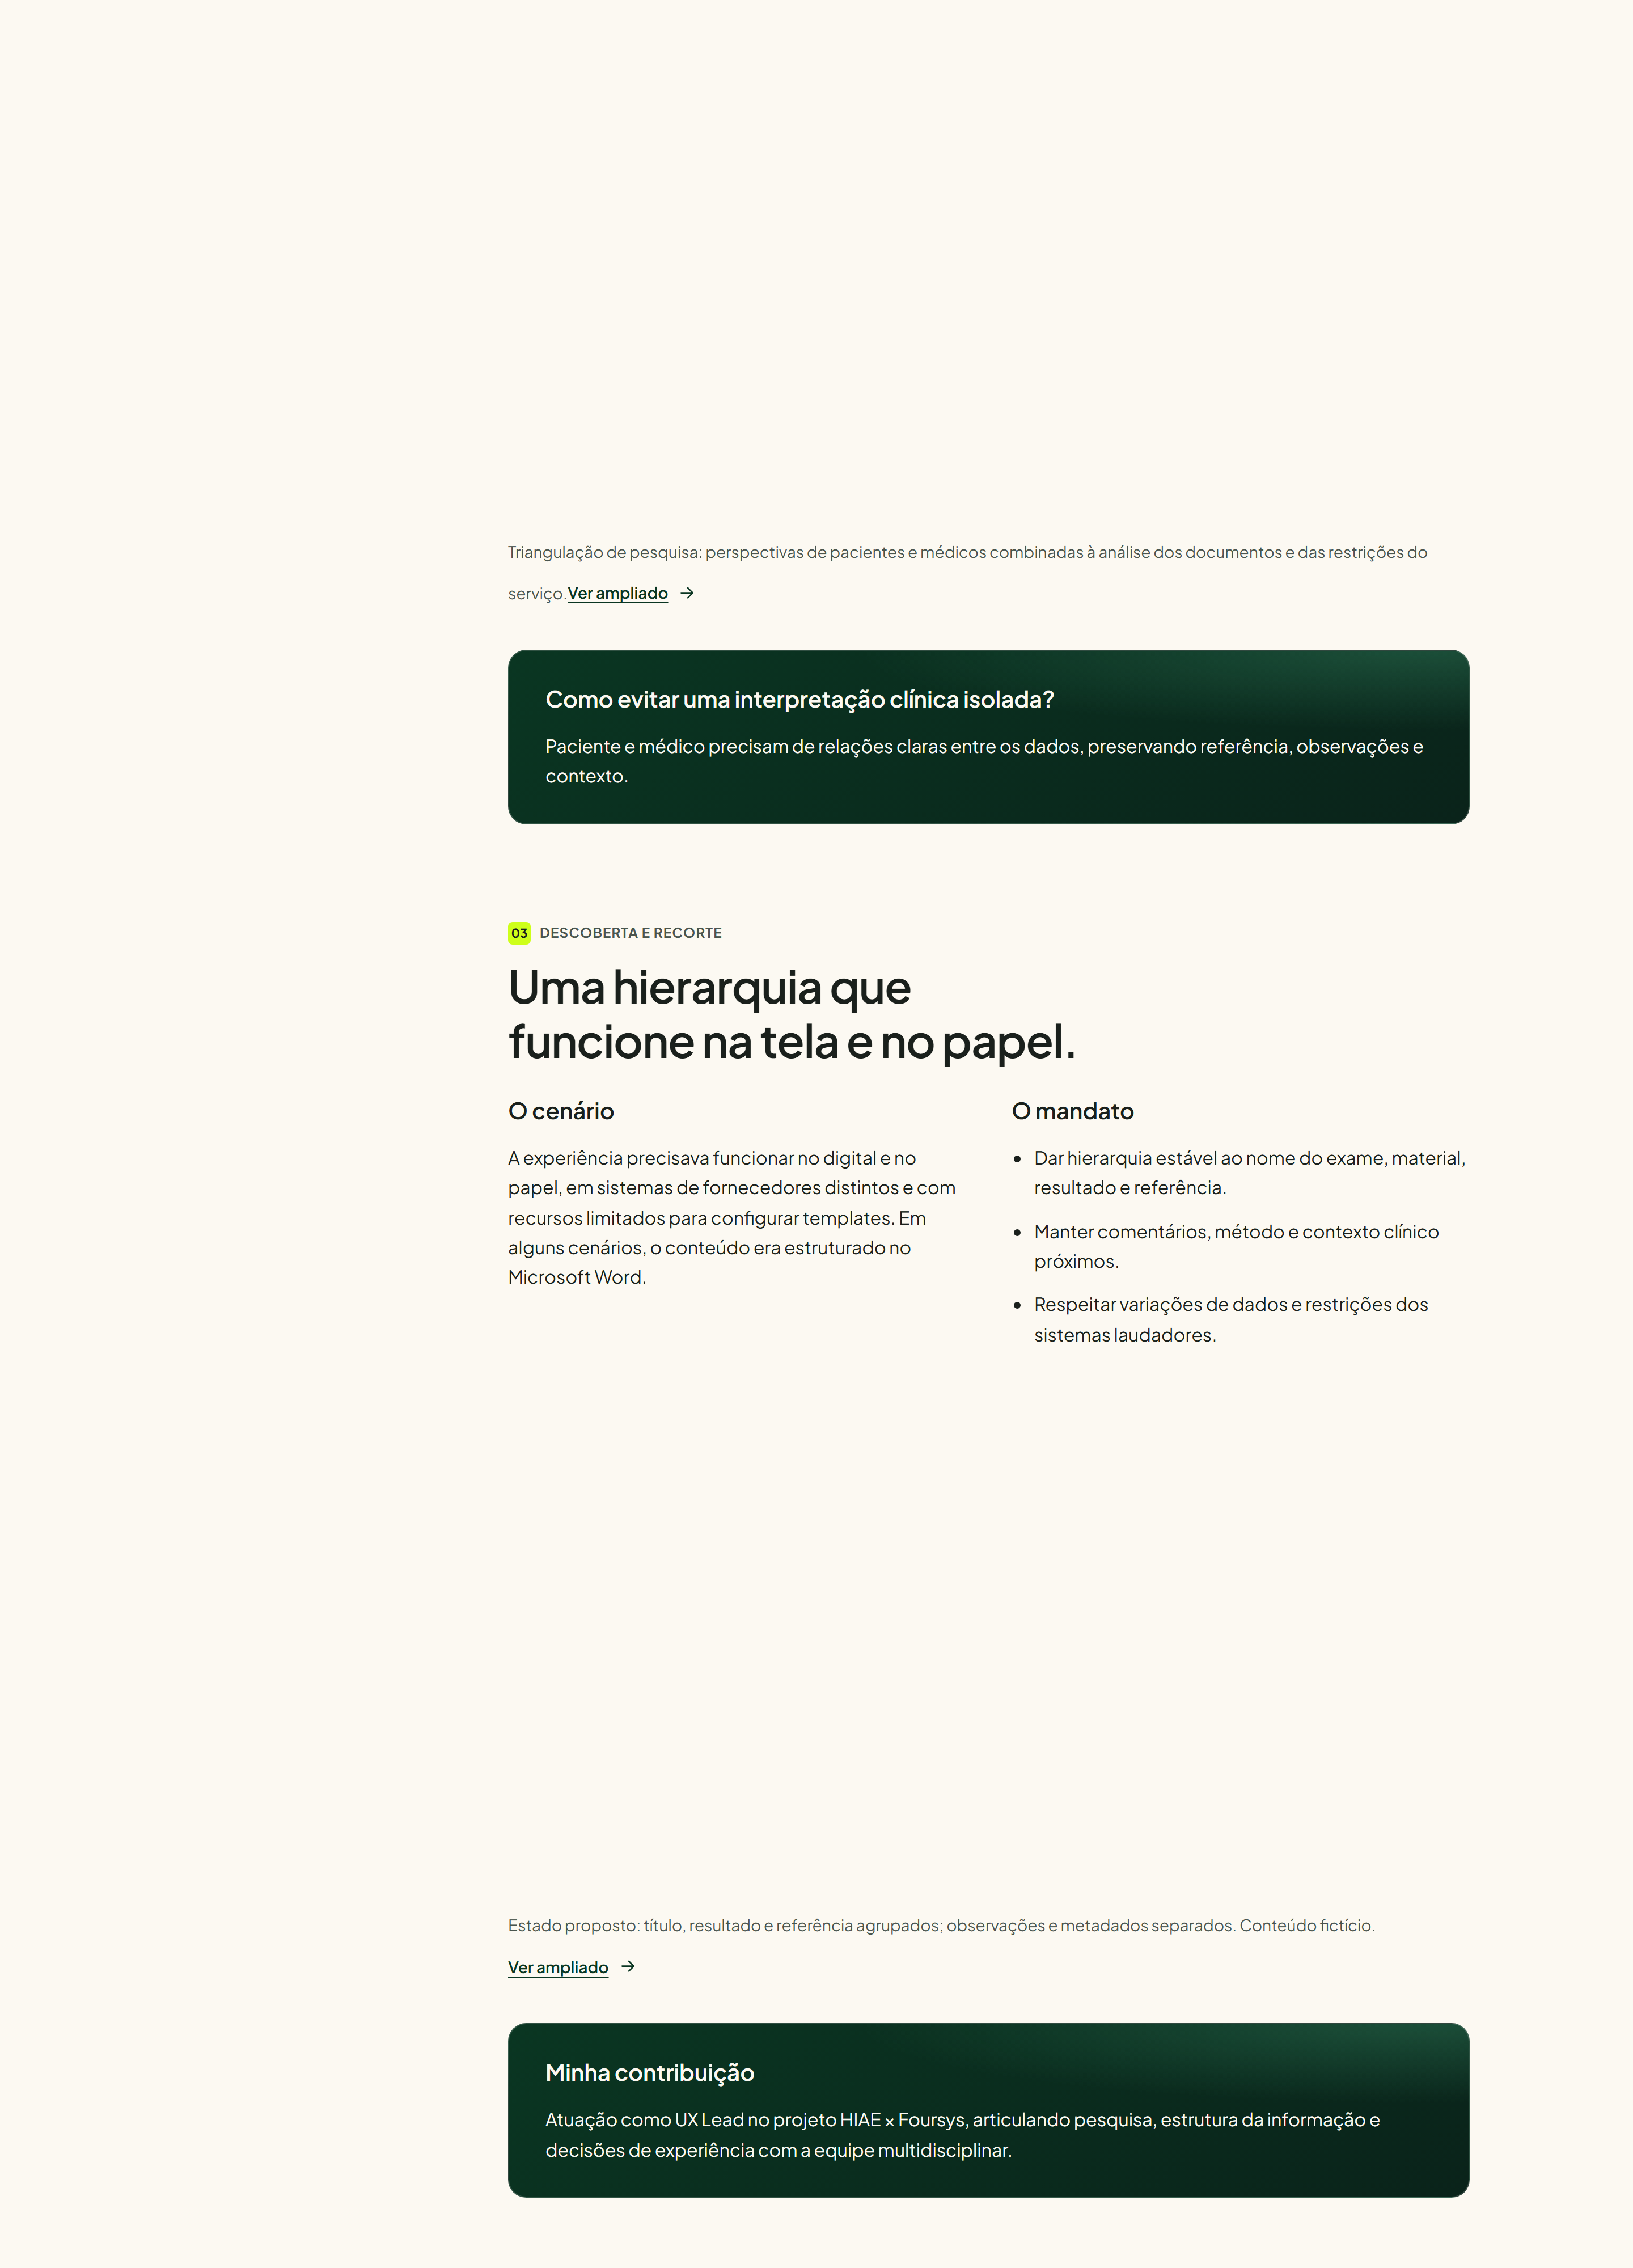 Triangulação de pesquisa: perspectivas de pacientes e médicos combinadas à análise dos documentos e das restrições do
serviço.Ver ampliado →
Como evitar uma interpretação clínica isolada?
Paciente e médico precisam de relações claras entre os dados, preservando referência, observações e
contexto.
03 DESCOBERTA E RECORTE
Uma hierarquia que
funcione na tela e no papel.
O cenário
A experiência precisava funcionar no digital e no
papel, em sistemas de fornecedores distintos e com
recursos limitados para configurar templates. Em
alguns cenários, o conteúdo era estruturado no
Microsoft Word.
O mandato
• Dar hierarquia estável ao nome do exame, material,
resultado e referência.
• Manter comentários, método e contexto clínico
próximos.
• Respeitar variações de dados e restrições dos
sistemas laudadores.
Estado proposto: título, resultado e referência agrupados; observações e metadados separados. Conteúdo fictício.
Ver ampliado →
Minha contribuição
Atuação como UX Lead no projeto HIAE × Foursys, articulando pesquisa, estrutura da informação e
decisões de experiência com a equipe multidisciplinar.